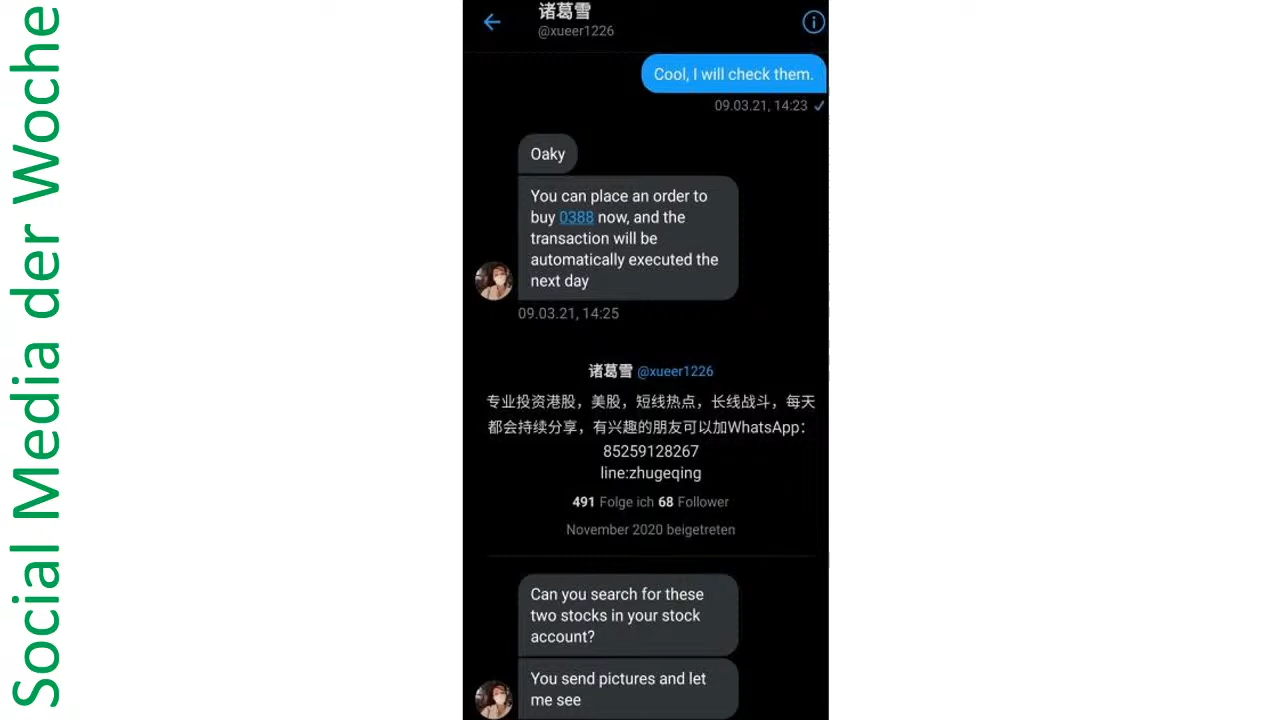 Social Media der Woche
诸葛雪
@xueer1226
Cool, I will check them.
09.03.21, 14:23 ✓
Oaky
You can place an order to
buy 0388 now, and the
transaction will be
automatically executed the
next day
09.03.21, 14:25
诸葛雪 @xueer1226
专业投资港股，美股，短线热点，长线战斗，每天
都会持续分享，有兴趣的朋友可以加WhatsApp：
85259128267
line:zhugeqing
491 Folge ich 68 Follower
November 2020 beigetreten
Can you search for these
two stocks in your stock
account?
You send pictures and let
me see